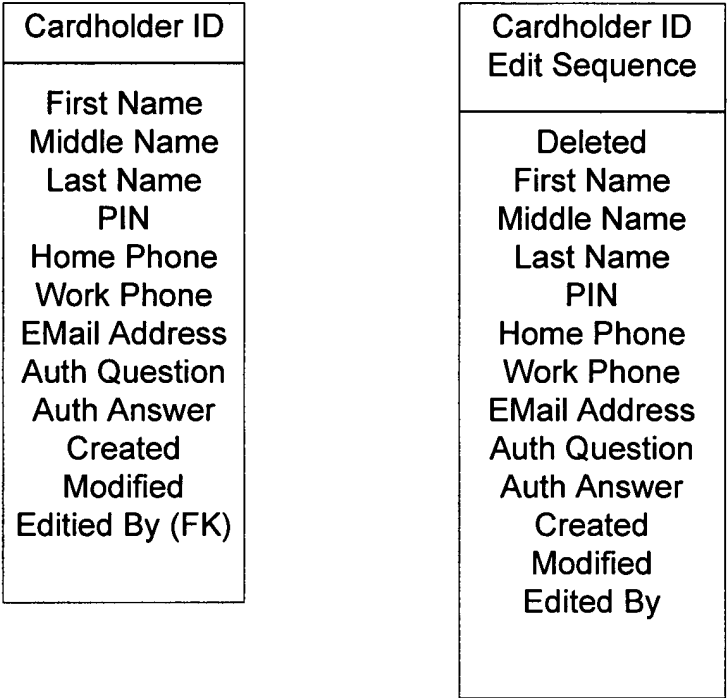 Cardholder ID
First Name
Middle Name
Last Name
PIN
Home Phone
Work Phone
EMail Address
Auth Question
Auth Answer
Created
Modified
Editied By (FK)
Cardholder ID
Edit Sequence
Deleted
First Name
Middle Name
Last Name
PIN
Home Phone
Work Phone
EMail Address
Auth Question
Auth Answer
Created
Modified
Edited By